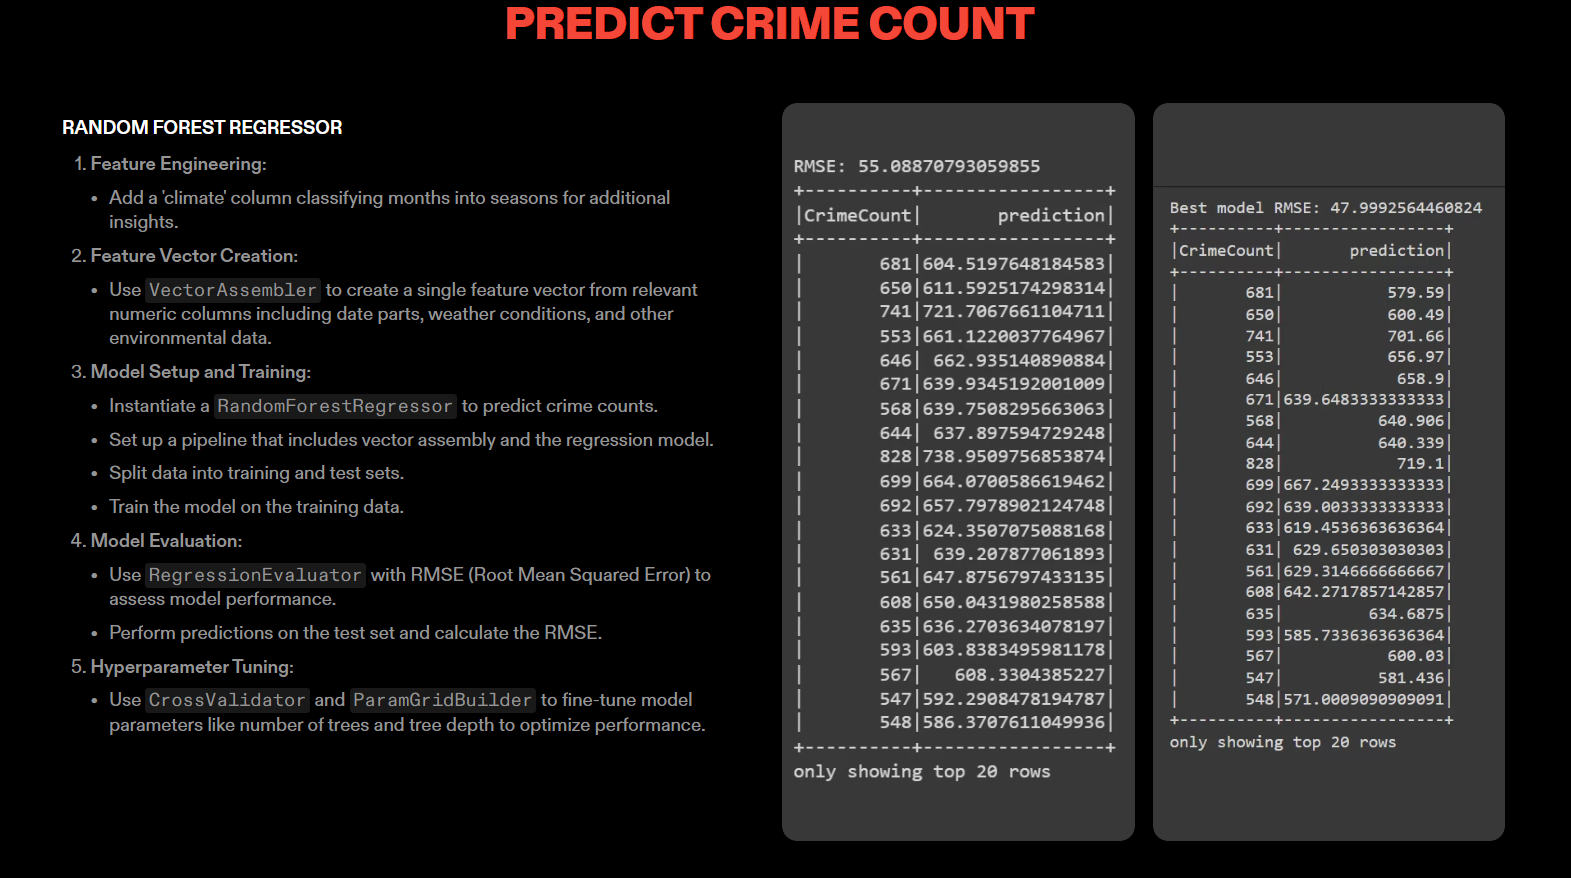 PREDICT CRIME COUNT
RANDOM FOREST REGRESSOR
1. Feature Engineering:
• Add a 'climate' column classifying months into seasons for additional
insights.
2. Feature Vector Creation:
• Use VectorAssembler to create a single feature vector from relevant
numeric columns including date parts, weather conditions, and other
environmental data.
3. Model Setup and Training:
• Instantiate a RandomForestRegressor to predict crime counts.
• Set up a pipeline that includes vector assembly and the regression model.
• Split data into training and test sets.
• Train the model on the training data.
4. Model Evaluation:
• Use RegressionEvaluator with RMSE (Root Mean Squared Error) to
assess model performance.
• Perform predictions on the test set and calculate the RMSE.
5. Hyperparameter Tuning:
• Use CrossValidator and ParamGridBuilder to fine-tune model
parameters like number of trees and tree depth to optimize performance.
RMSE: 55.08870793059855
+----------+-----------------+
|CrimeCount|       prediction|
+----------+-----------------+
|       681|604.5197648184583|
|       650|611.5925174298314|
|       741|721.7067661104711|
|       553|661.1220037764967|
|       646| 662.935140890884|
|       671|639.9345192001009|
|       568|639.7508295663063|
|       644| 637.897594729248|
|       828|738.9509756853874|
|       699|664.0700586619462|
|       692|657.7978902124748|
|       633|624.3507075088168|
|       631| 639.207877061893|
|       561|647.8756797433135|
|       608|650.0431980258588|
|       635|636.2703634078197|
|       593|603.8383495981178|
|       567|   608.3304385227|
|       547|592.2908478194787|
|       548|586.3707611049936|
+----------+-----------------+
only showing top 20 rows
Best model RMSE: 47.9992564460824
+----------+-----------------+
|CrimeCount|       prediction|
+----------+-----------------+
|       681|           579.59|
|       650|           600.49|
|       741|           701.66|
|       553|           656.97|
|       646|            658.9|
|       671|639.6483333333333|
|       568|          640.906|
|       644|          640.339|
|       828|            719.1|
|       699|667.2493333333333|
|       692|639.0033333333333|
|       633|619.4536363636364|
|       631| 629.650303030303|
|       561|629.3146666666667|
|       608|642.2717857142857|
|       635|         634.6875|
|       593|585.7336363636364|
|       567|           600.03|
|       547|          581.436|
|       548|571.0009090909091|
+----------+-----------------+
only showing top 20 rows